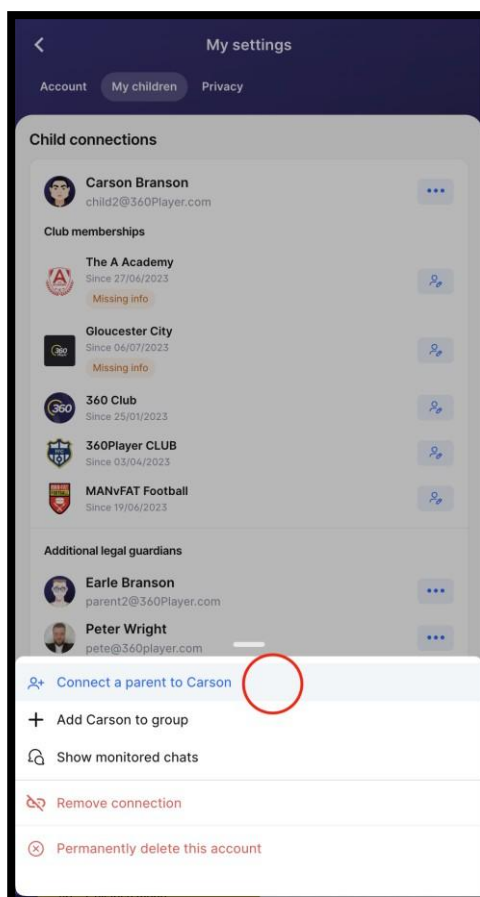 My settings
Account My children Privacy
Child connections
Carson Branson
child2@360Player.com
Club memberships
The A Academy
Since 27/06/2023
Missing info
Gloucester City
Since 06/07/2023
Missing info
360 Club
Since 25/01/2023
360Player CLUB
Since 03/04/2023
MANvFAT Football
Since 19/06/2023
Additional legal guardians
Earle Branson
parent2@360Player.com
Peter Wright
pete@360player.com
Connect a parent to Carson
Add Carson to group
Show monitored chats
Remove connection
Permanently delete this account